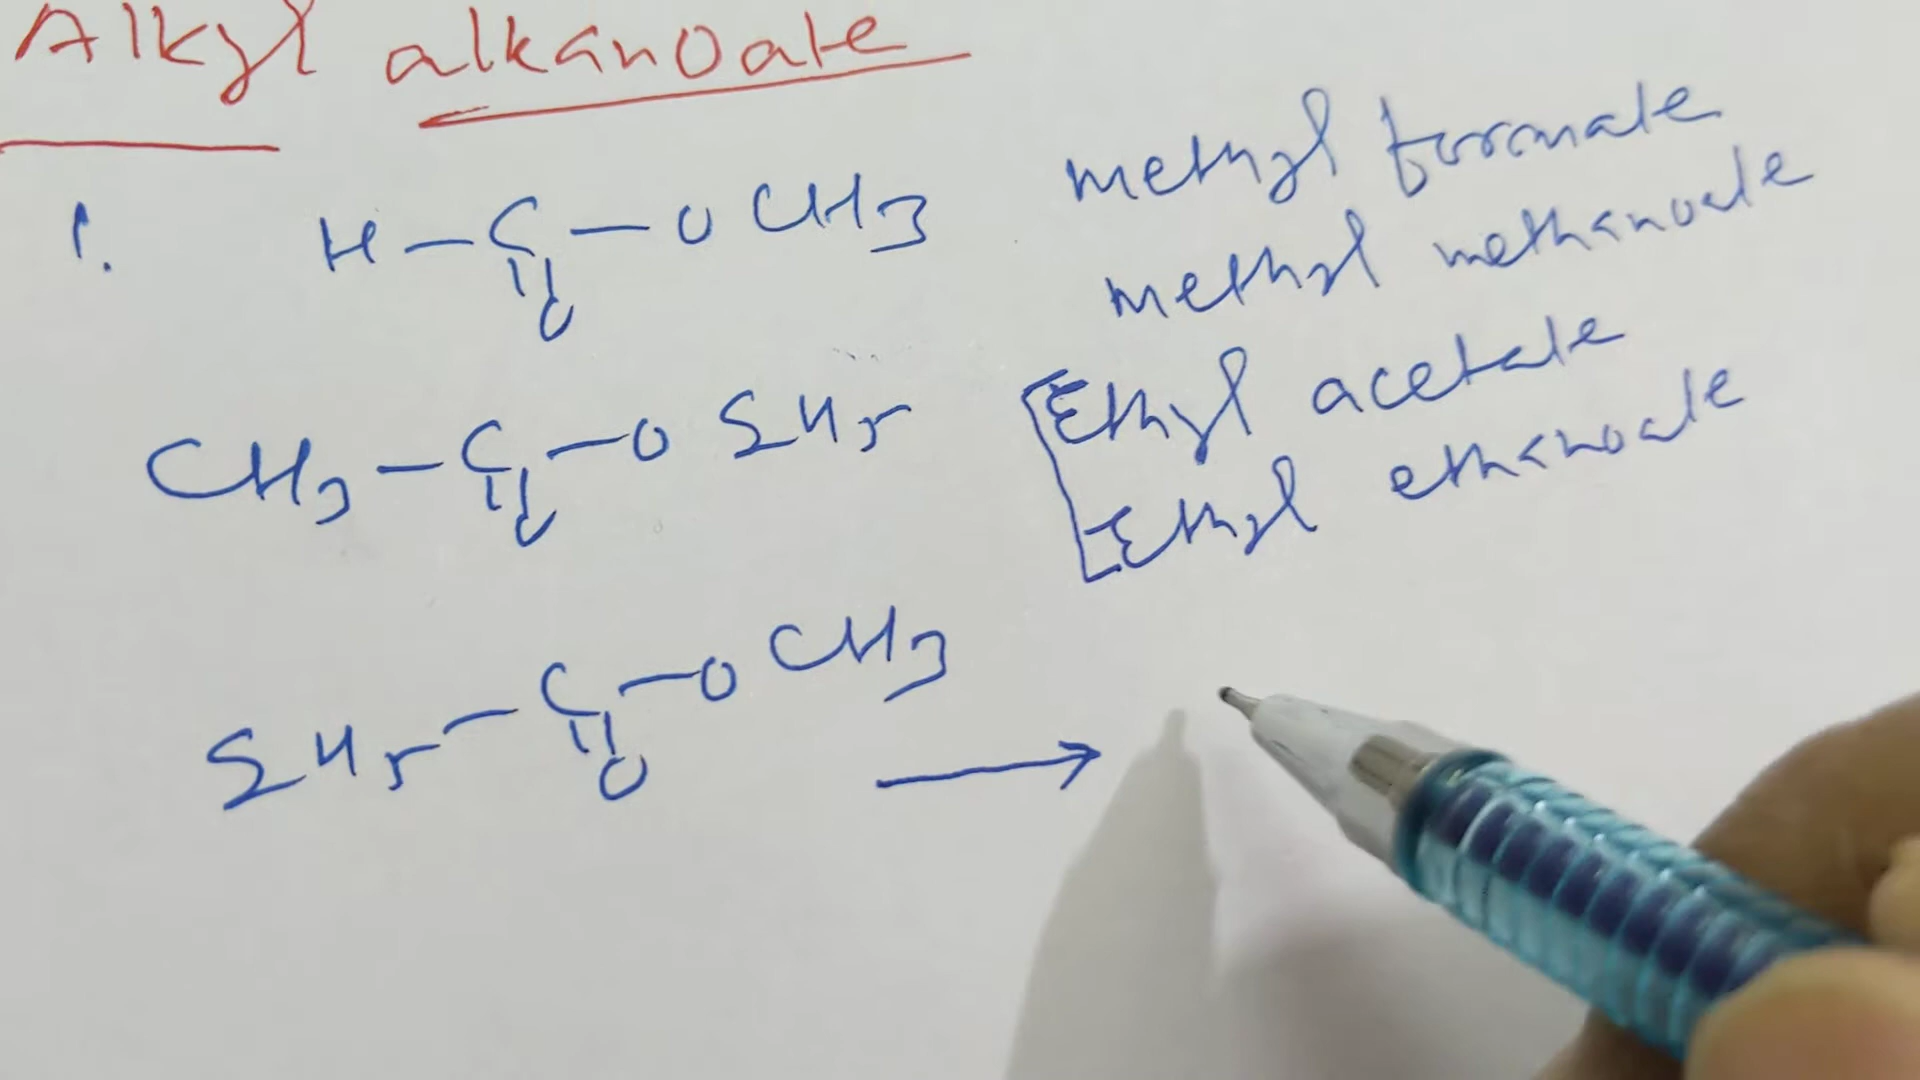 Alkyl alkanoate
1. H-C-OCH3
O
methyl formate
methyl methanoate
CH3-C-OC2H5
O
Ethyl acetate
Ethyl ethanoate
C2H5-C-OCH3
O
→